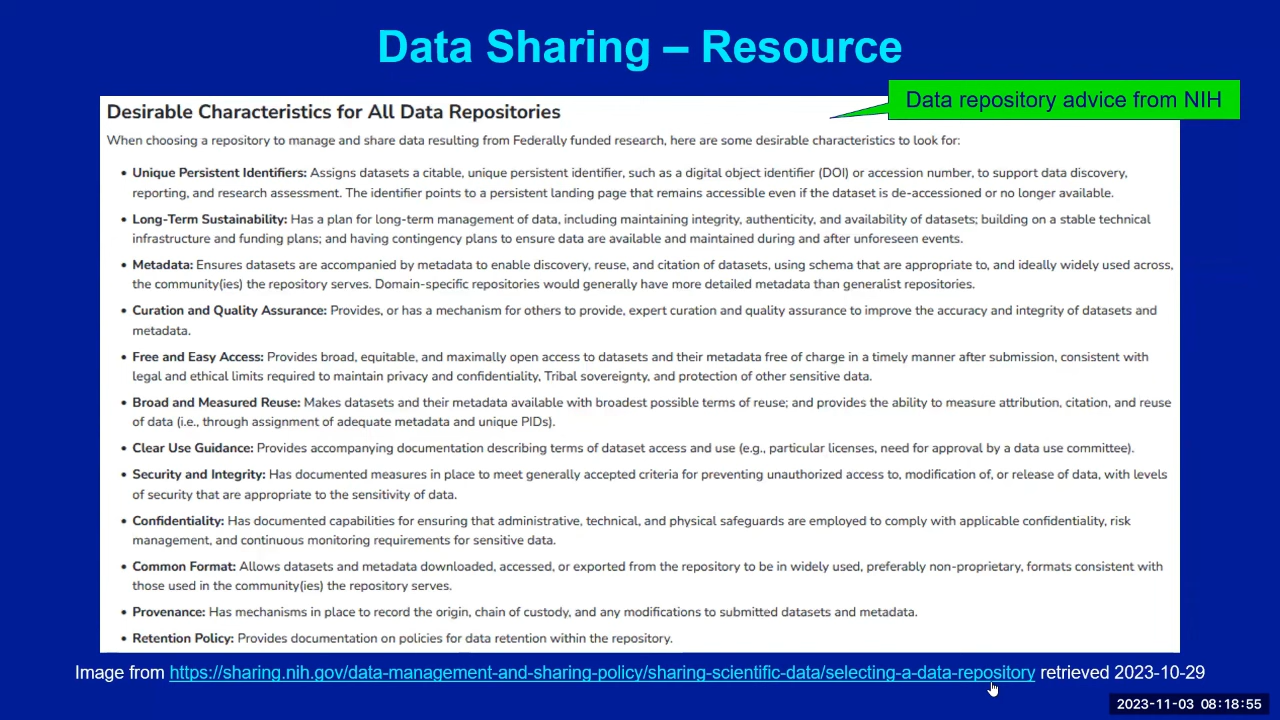 Data Sharing – Resource
Data repository advice from NIH
Desirable Characteristics for All Data Repositories
When choosing a repository to manage and share data resulting from Federally funded research, here are some desirable characteristics to look for:
• Unique Persistent Identifiers: Assigns datasets a citable, unique persistent identifier, such as a digital object identifier (DOI) or accession number, to support data discovery,
reporting, and research assessment. The identifier points to a persistent landing page that remains accessible even if the dataset is de-accessioned or no longer available.
• Long-Term Sustainability: Has a plan for long-term management of data, including maintaining integrity, authenticity, and availability of datasets; building on a stable technical
infrastructure and funding plans; and having contingency plans to ensure data are available and maintained during and after unforeseen events.
• Metadata: Ensures datasets are accompanied by metadata to enable discovery, reuse, and citation of datasets, using schema that are appropriate to, and ideally widely used across,
the community(ies) the repository serves. Domain-specific repositories would generally have more detailed metadata than generalist repositories.
• Curation and Quality Assurance: Provides, or has a mechanism for others to provide, expert curation and quality assurance to improve the accuracy and integrity of datasets and
metadata.
• Free and Easy Access: Provides broad, equitable, and maximally open access to datasets and their metadata free of charge in a timely manner after submission, consistent with
legal and ethical limits required to maintain privacy and confidentiality, Tribal sovereignty, and protection of other sensitive data.
• Broad and Measured Reuse: Makes datasets and their metadata available with broadest possible terms of reuse; and provides the ability to measure attribution, citation, and reuse
of data (i.e., through assignment of adequate metadata and unique PIDs).
• Clear Use Guidance: Provides accompanying documentation describing terms of dataset access and use (e.g., particular licenses, need for approval by a data use committee).
• Security and Integrity: Has documented measures in place to meet generally accepted criteria for preventing unauthorized access to, modification of, or release of data, with levels
of security that are appropriate to the sensitivity of data.
• Confidentiality: Has documented capabilities for ensuring that administrative, technical, and physical safeguards are employed to comply with applicable confidentiality, risk
management, and continuous monitoring requirements for sensitive data.
• Common Format: Allows datasets and metadata downloaded, accessed, or exported from the repository to be in widely used, preferably non-proprietary, formats consistent with
those used in the community(ies) the repository serves.
• Provenance: Has mechanisms in place to record the origin, chain of custody, and any modifications to submitted datasets and metadata.
• Retention Policy: Provides documentation on policies for data retention within the repository.
Image from https://sharing.nih.gov/data-management-and-sharing-policy/sharing-scientific-data/selecting-a-data-repository retrieved 2023-10-29
2023-11-03 08:18:55